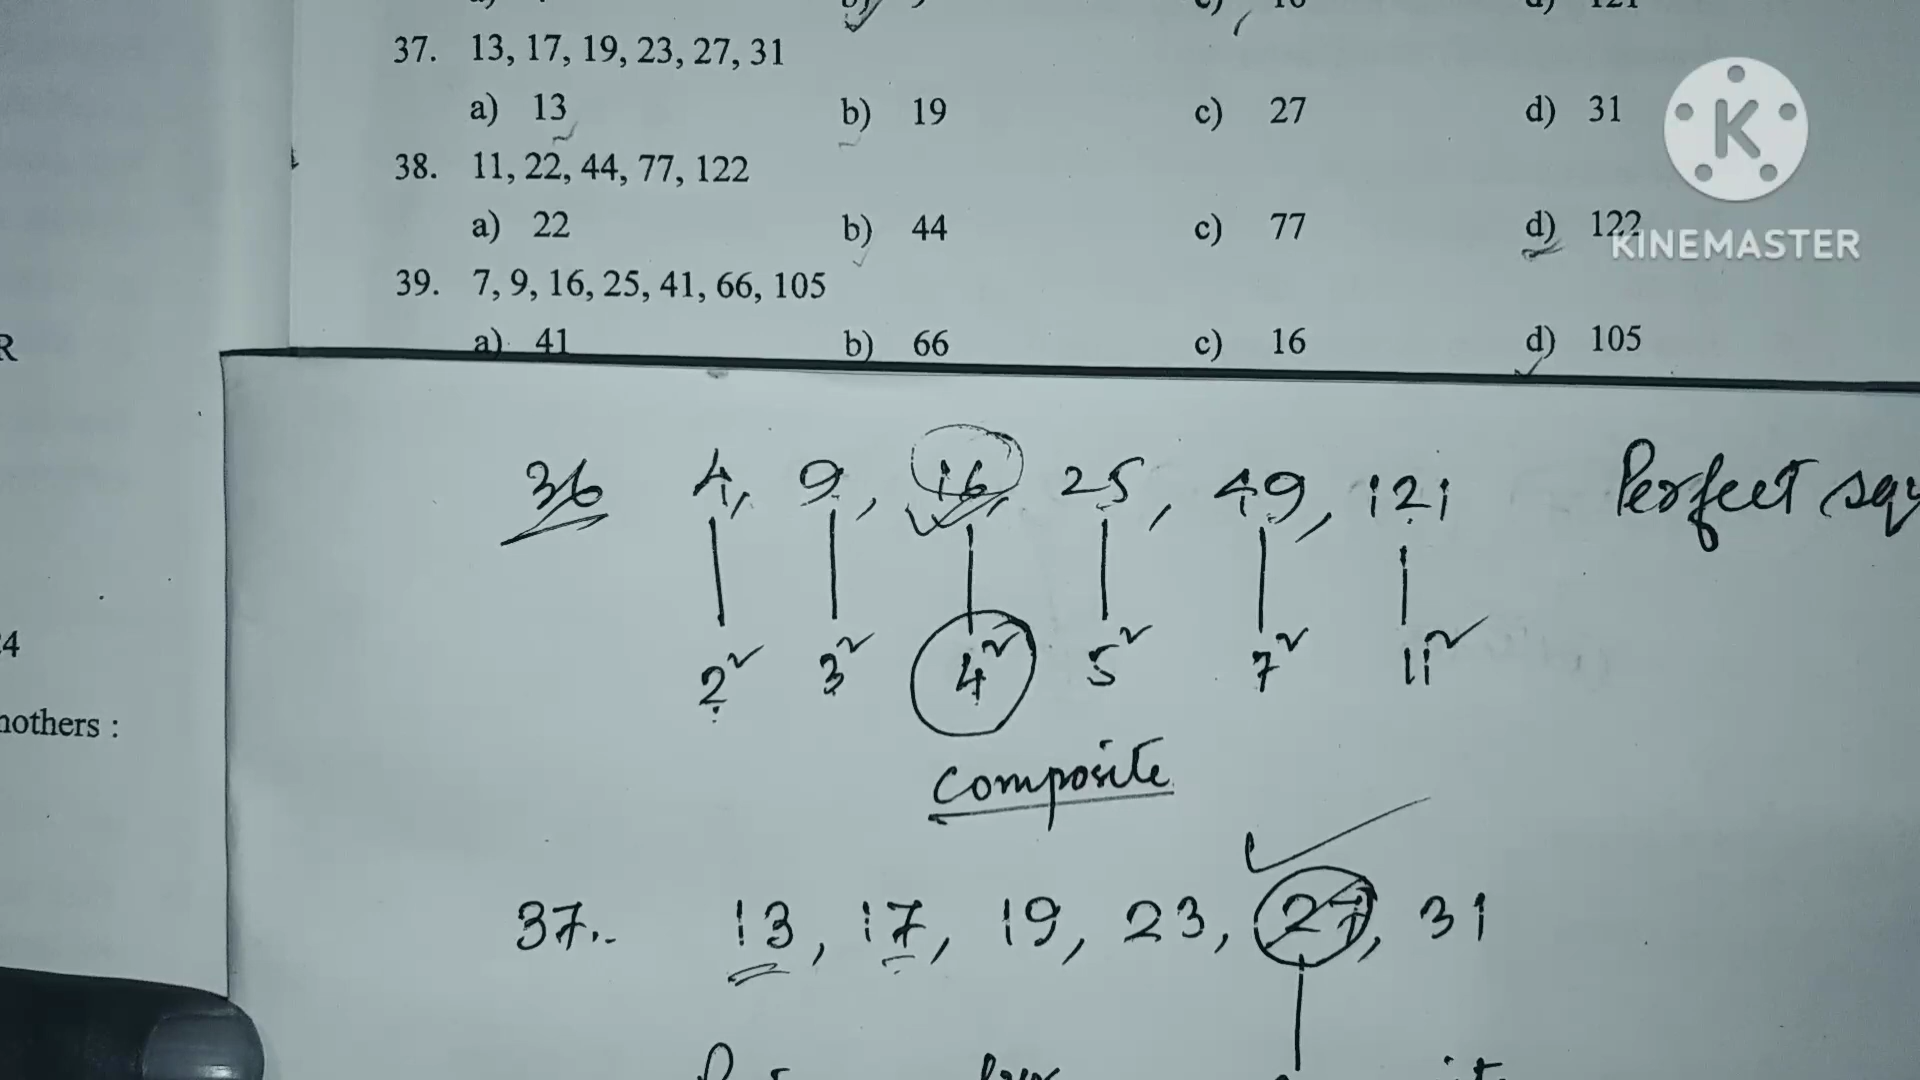 37. 13, 17, 19, 23, 27, 31
a) 13 b) 19 c) 27 d) 31
38. 11, 22, 44, 77, 122
a) 22 b) 44 c) 77 d) 122
39. 7, 9, 16, 25, 41, 66, 105
a) 41 b) 66 c) 16 d) 105
K
KINEMASTER
R
4
nothers :
36 4, 9, 16, 25, 49, 121 Perfect squ
2² 3² 4² 5² 7² 11²
Composite
37. 13, 17, 19, 23, 27, 31